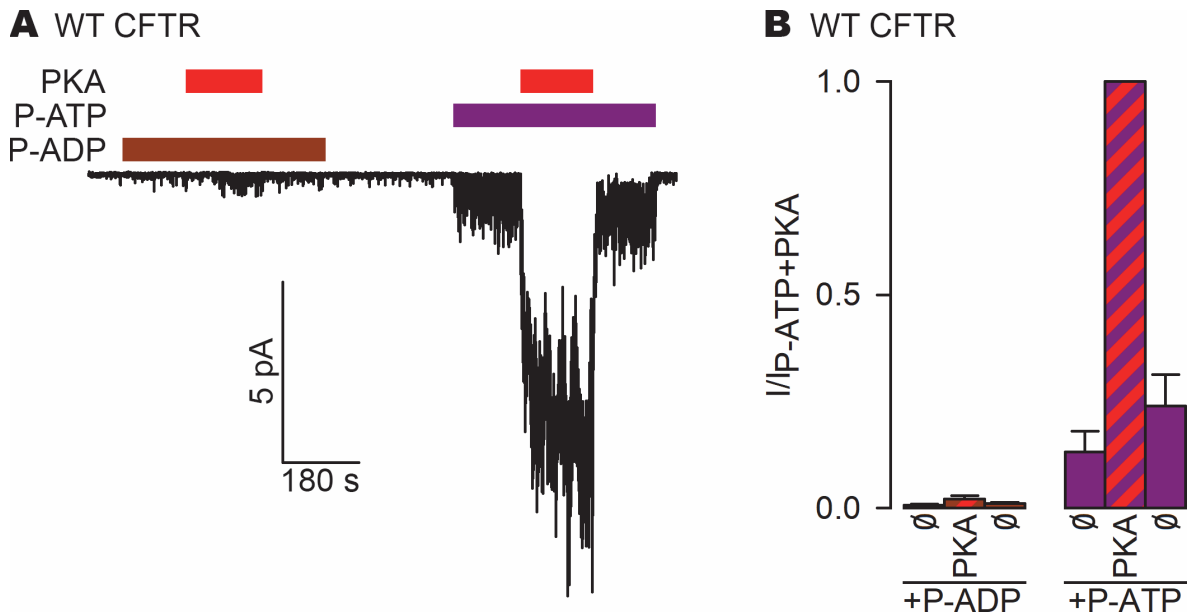 A WT CFTR
PKA
P-ATP
P-ADP
5 pA
180 s
B WT CFTR
I/IP-ATP+PKA
1.0
0.5
0.0
Ø PKA Ø Ø PKA Ø
+P-ADP +P-ATP